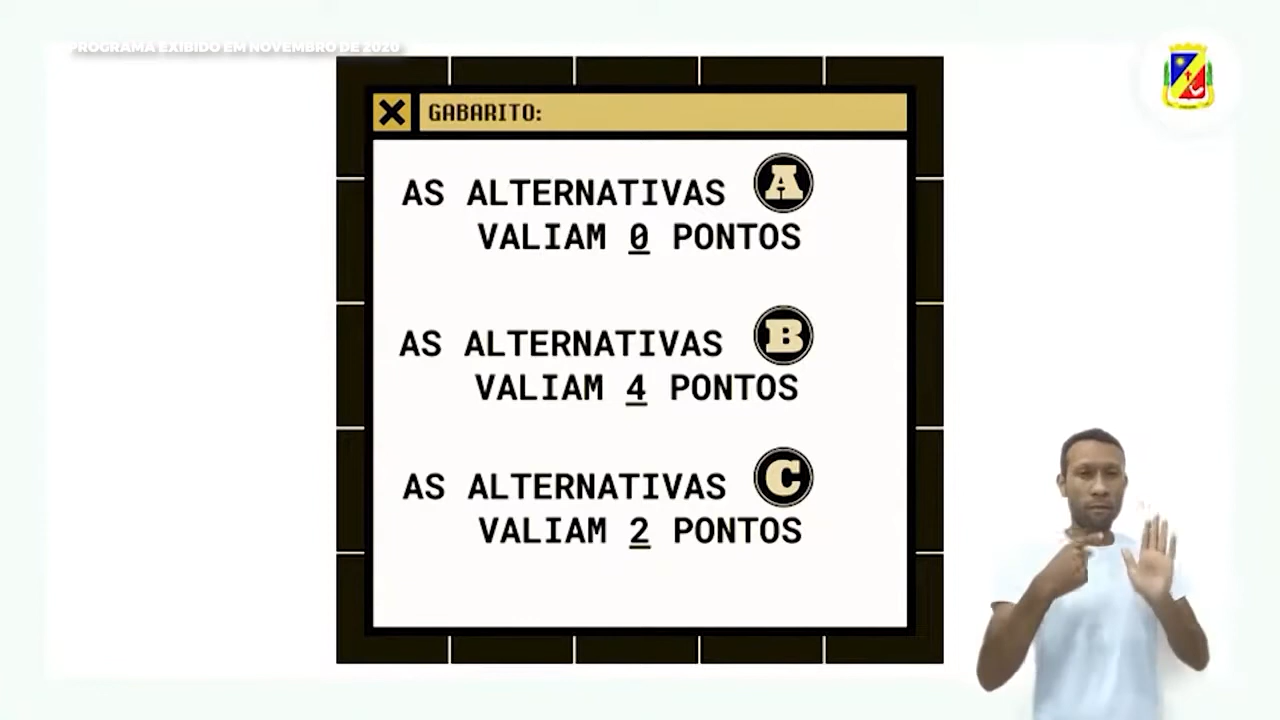 PROGRAMA EXIBIDO EM NOVEMBRO DE 2020
GABARITO:
AS ALTERNATIVAS A
VALIAM 0 PONTOS
AS ALTERNATIVAS B
VALIAM 4 PONTOS
AS ALTERNATIVAS C
VALIAM 2 PONTOS